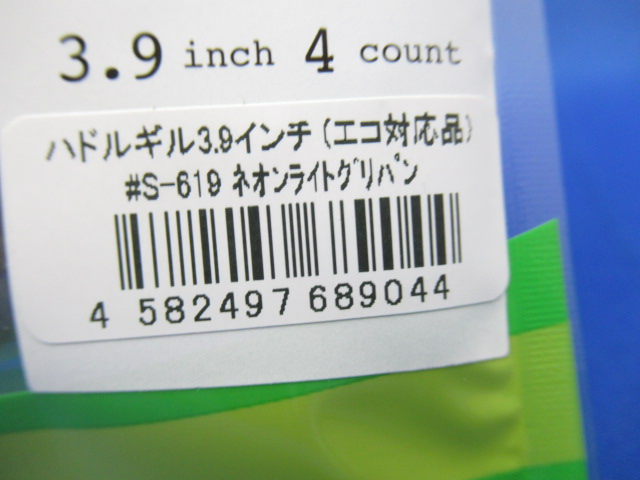 3.9 inch 4 count
ハドルギル3.9インチ(エコ対応品)
#S-619 ネオンライトグリパン
4 582497 689044